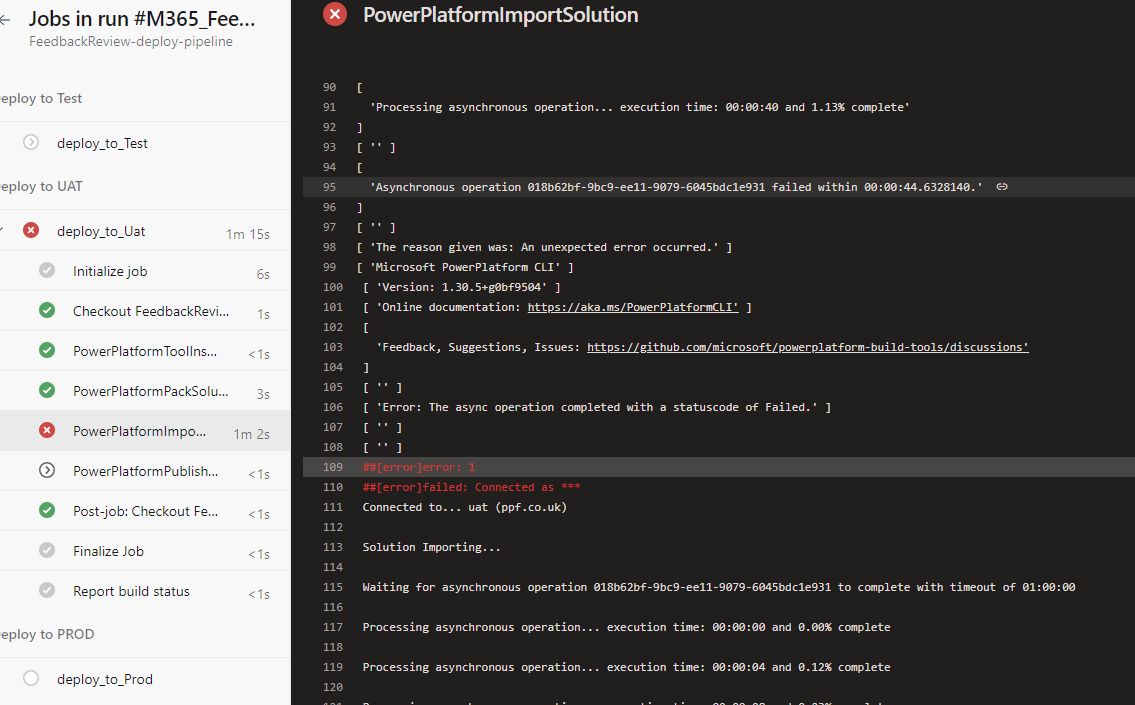 Jobs in run #M365_Fee...
FeedbackReview-deploy-pipeline
eploy to Test
deploy_to_Test
eploy to UAT
deploy_to_Uat 1m 15s
Initialize job 6s
Checkout FeedbackRevi... 1s
PowerPlatformToolIns... <1s
PowerPlatformPackSolu... 3s
PowerPlatformImpo... 1m 2s
PowerPlatformPublish... <1s
Post-job: Checkout Fe... <1s
Finalize Job <1s
Report build status <1s
eploy to PROD
deploy_to_Prod
PowerPlatformImportSolution
90 [
91 'Processing asynchronous operation... execution time: 00:00:40 and 1.13% complete'
92 ]
93 [ '' ]
94 [
95 'Asynchronous operation 018b62bf-9bc9-ee11-9079-6045bdc1e931 failed within 00:00:44.6328140.'
96 ]
97 [ '' ]
98 [ 'The reason given was: An unexpected error occurred.' ]
99 [ 'Microsoft PowerPlatform CLI' ]
100 [ 'Version: 1.30.5+g0bf9504' ]
101 [ 'Online documentation: https://aka.ms/PowerPlatformCLI' ]
102 [
103 'Feedback, Suggestions, Issues: https://github.com/microsoft/powerplatform-build-tools/discussions'
104 ]
105 [ '' ]
106 [ 'Error: The async operation completed with a statuscode of Failed.' ]
107 [ '' ]
108 [ '' ]
109 ##[error]error: 1
110 ##[error]failed: Connected as ***
111 Connected to... uat (ppf.co.uk)
112
113 Solution Importing...
114
115 Waiting for asynchronous operation 018b62bf-9bc9-ee11-9079-6045bdc1e931 to complete with timeout of 01:00:00
116
117 Processing asynchronous operation... execution time: 00:00:00 and 0.00% complete
118
119 Processing asynchronous operation... execution time: 00:00:04 and 0.12% complete
120